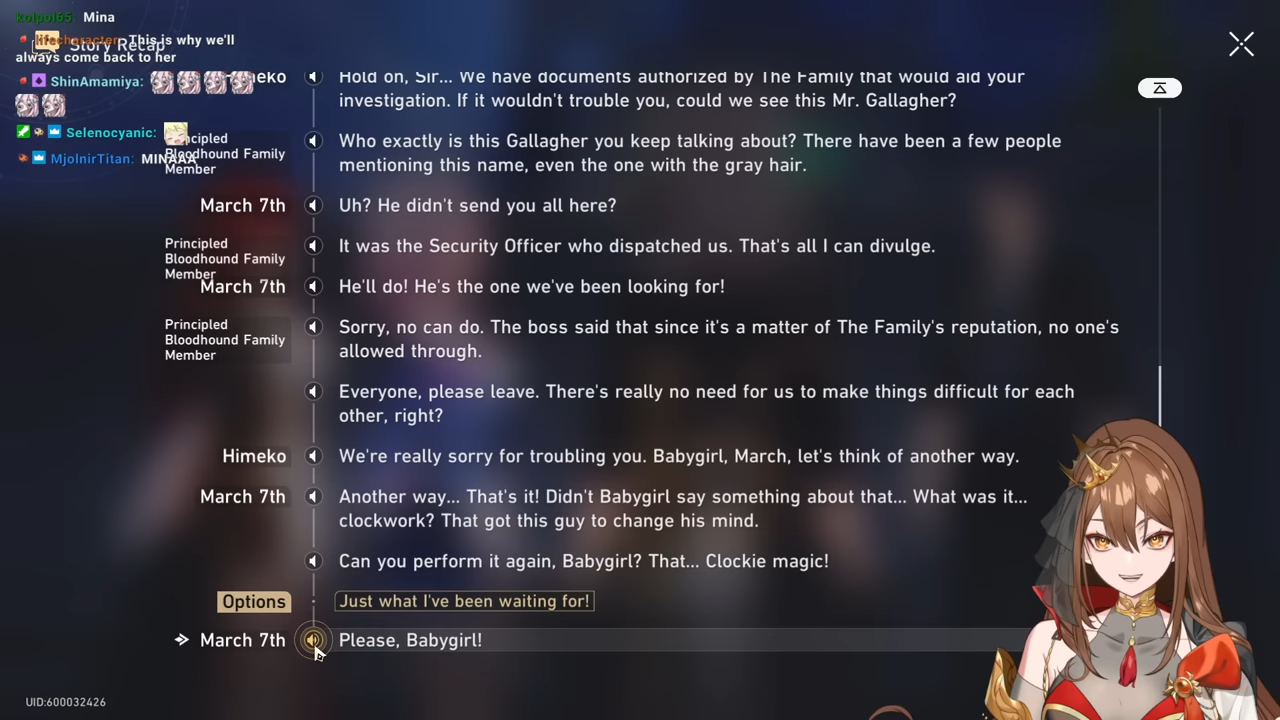 kolpol65 Mina
lifecharacter: This is why we'll
always come back to her
Story Recap
ShinAmamiya:
Selenocyanic:
MjolnirTitan: MINAAA
Hold on, Sir... We have documents authorized by The Family that would aid your
investigation. If it wouldn't trouble you, could we see this Mr. Gallagher?
Principled
Bloodhound Family
Member
Who exactly is this Gallagher you keep talking about? There have been a few people
mentioning this name, even the one with the gray hair.
March 7th
Uh? He didn't send you all here?
Principled
Bloodhound Family
Member
It was the Security Officer who dispatched us. That's all I can divulge.
March 7th
He'll do! He's the one we've been looking for!
Principled
Bloodhound Family
Member
Sorry, no can do. The boss said that since it's a matter of The Family's reputation, no one's
allowed through.
Everyone, please leave. There's really no need for us to make things difficult for each
other, right?
Himeko
We're really sorry for troubling you. Babygirl, March, let's think of another way.
March 7th
Another way... That's it! Didn't Babygirl say something about that... What was it...
clockwork? That got this guy to change his mind.
Can you perform it again, Babygirl? That... Clockie magic!
Options
Just what I've been waiting for!
March 7th
Please, Babygirl!
UID:600032426